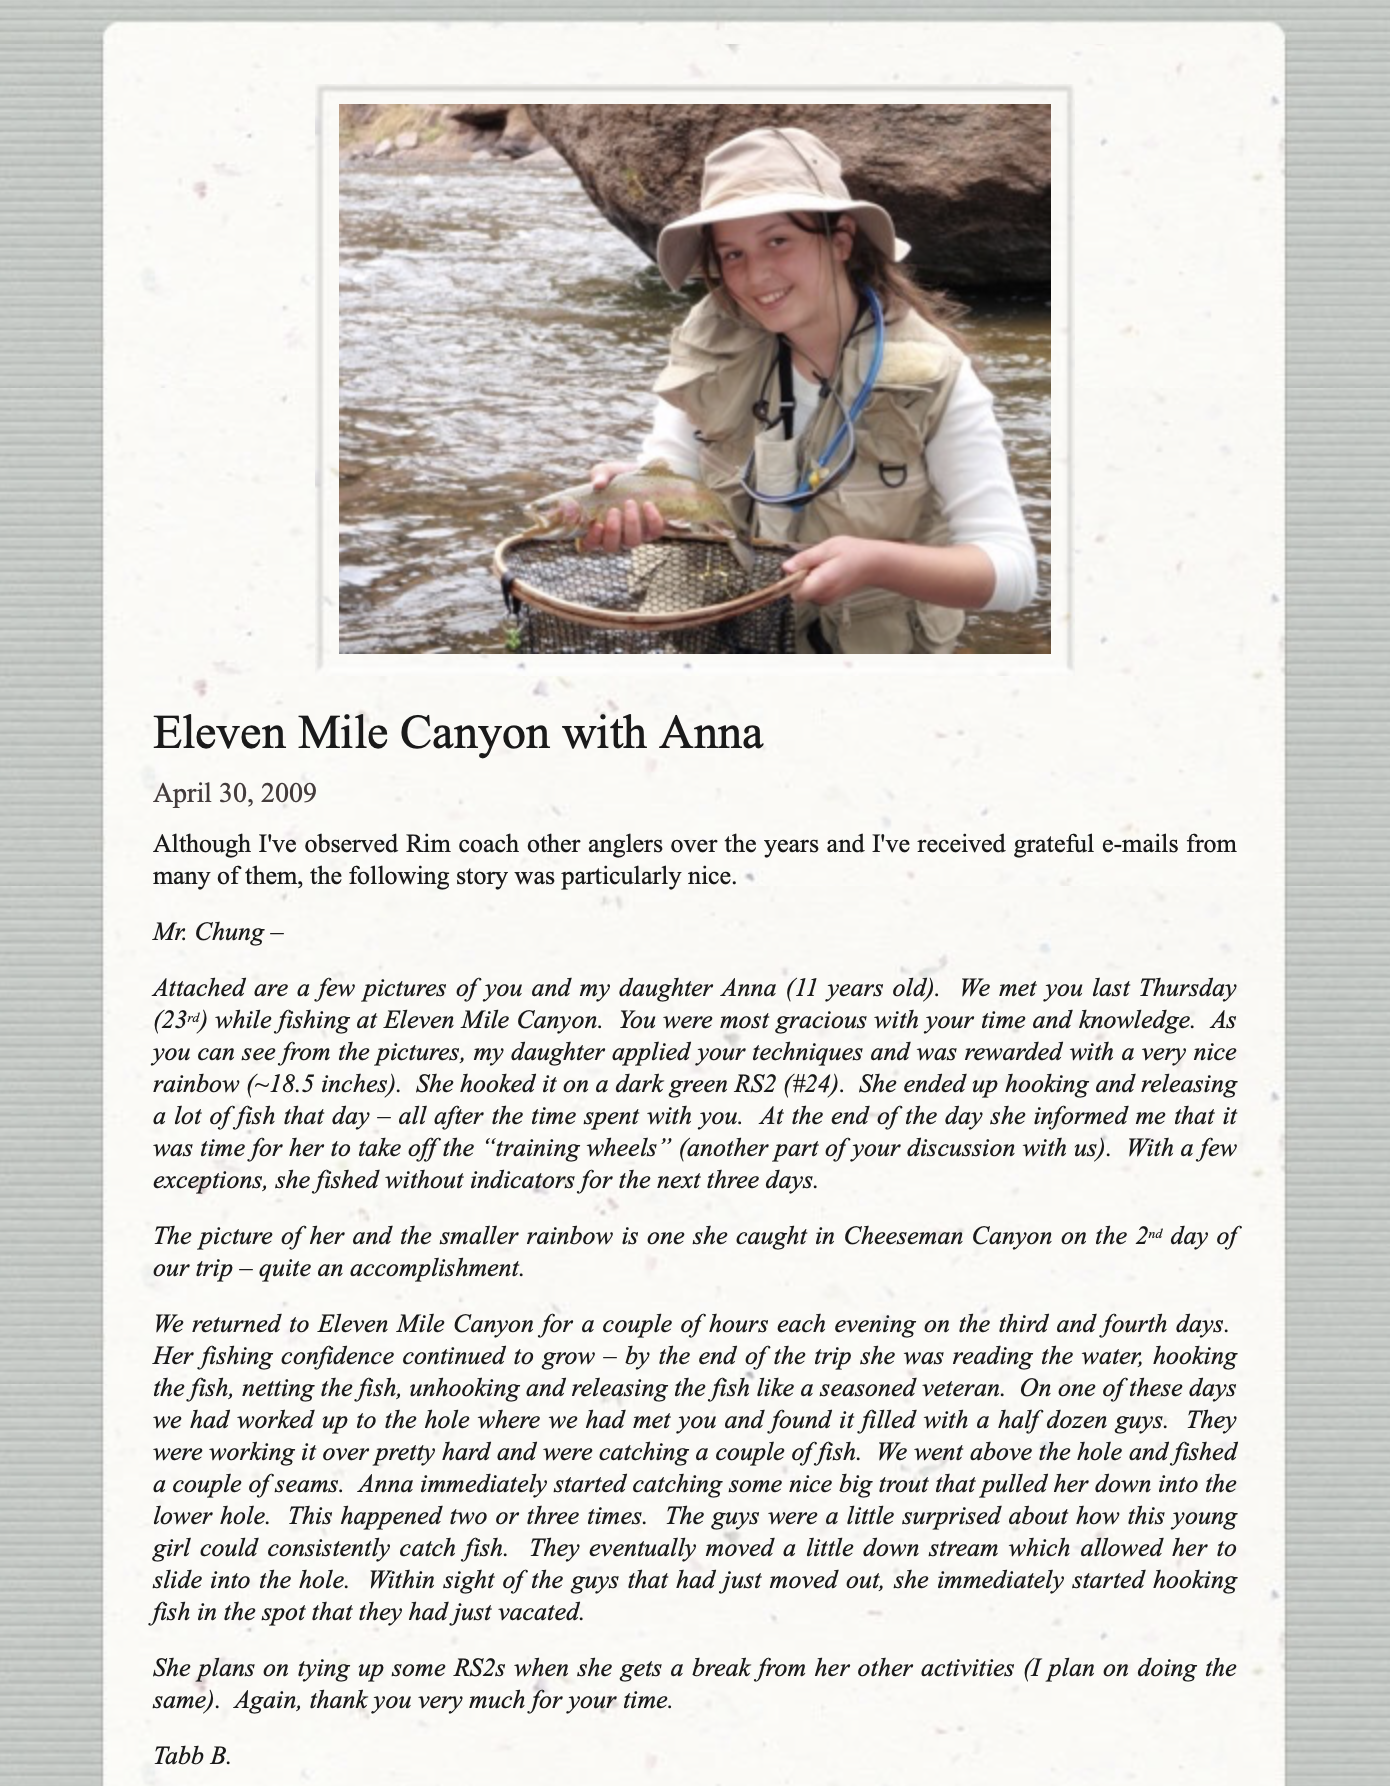 Eleven Mile Canyon with Anna
April 30, 2009
Although I've observed Rim coach other anglers over the years and I've received grateful e-mails from
many of them, the following story was particularly nice.
Mr. Chung –
Attached are a few pictures of you and my daughter Anna (11 years old).  We met you last Thursday
(23rd) while fishing at Eleven Mile Canyon.  You were most gracious with your time and knowledge.  As
you can see from the pictures, my daughter applied your techniques and was rewarded with a very nice
rainbow (~18.5 inches).  She hooked it on a dark green RS2 (#24).  She ended up hooking and releasing
a lot of fish that day – all after the time spent with you.  At the end of the day she informed me that it
was time for her to take off the “training wheels” (another part of your discussion with us).  With a few
exceptions, she fished without indicators for the next three days.
The picture of her and the smaller rainbow is one she caught in Cheeseman Canyon on the 2nd day of
our trip – quite an accomplishment.
We returned to Eleven Mile Canyon for a couple of hours each evening on the third and fourth days.
Her fishing confidence continued to grow – by the end of the trip she was reading the water, hooking
the fish, netting the fish, unhooking and releasing the fish like a seasoned veteran.  On one of these days
we had worked up to the hole where we had met you and found it filled with a half dozen guys.  They
were working it over pretty hard and were catching a couple of fish.  We went above the hole and fished
a couple of seams.  Anna immediately started catching some nice big trout that pulled her down into the
lower hole.  This happened two or three times.  The guys were a little surprised about how this young
girl could consistently catch fish.  They eventually moved a little down stream which allowed her to
slide into the hole.  Within sight of the guys that had just moved out, she immediately started hooking
fish in the spot that they had just vacated.
She plans on tying up some RS2s when she gets a break from her other activities (I plan on doing the
same).  Again, thank you very much for your time.
Tabb B.